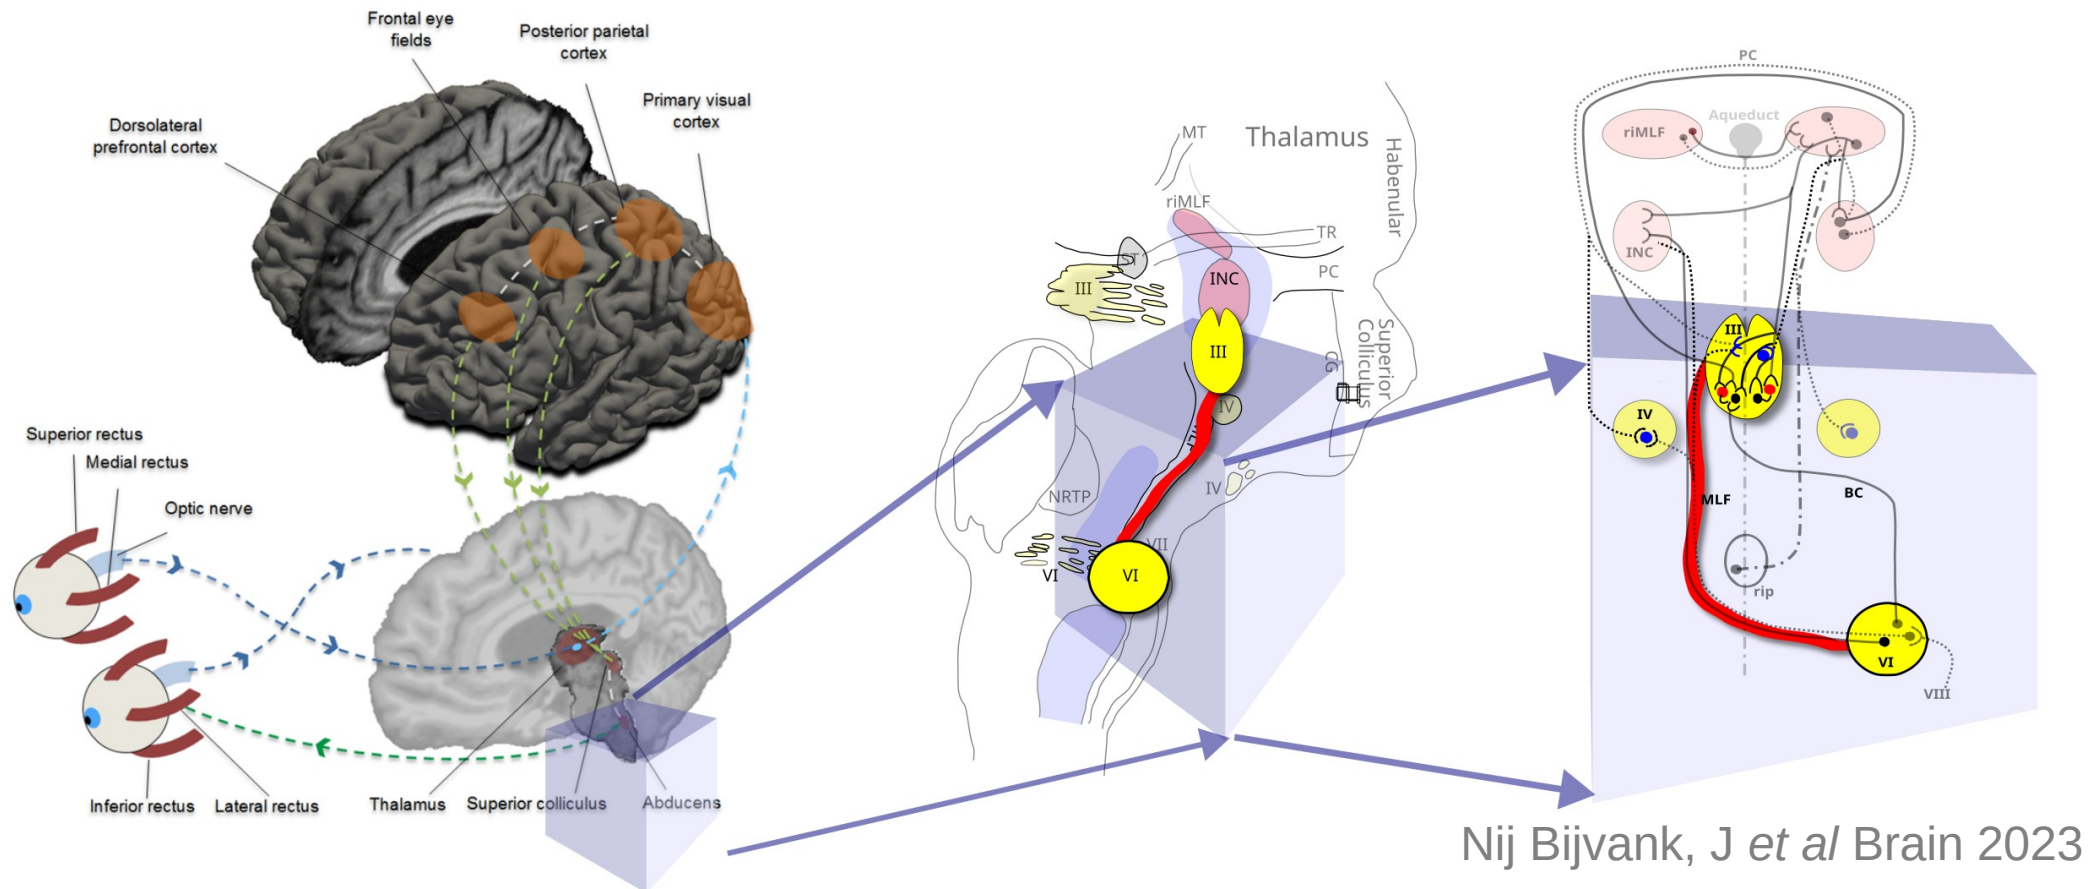 Frontal eye
fields
Posterior parietal
cortex
Primary visual
cortex
Dorsolateral
prefrontal cortex
Superior rectus
Medial rectus
Optic nerve
Inferior rectus
Lateral rectus
Thalamus
Superior colliculus
Abducens
MT
Thalamus
Habenular
riMLF
TR
ST
PC
III
INC
III
Superior
Colliculus
CG
IV
NRTP
IV
VII
VI
VI
PC
Aqueduct
riMLF
INC
III
IV
MLF
BC
rip
VI
VIII
Nij Bijvank, J et al Brain 2023